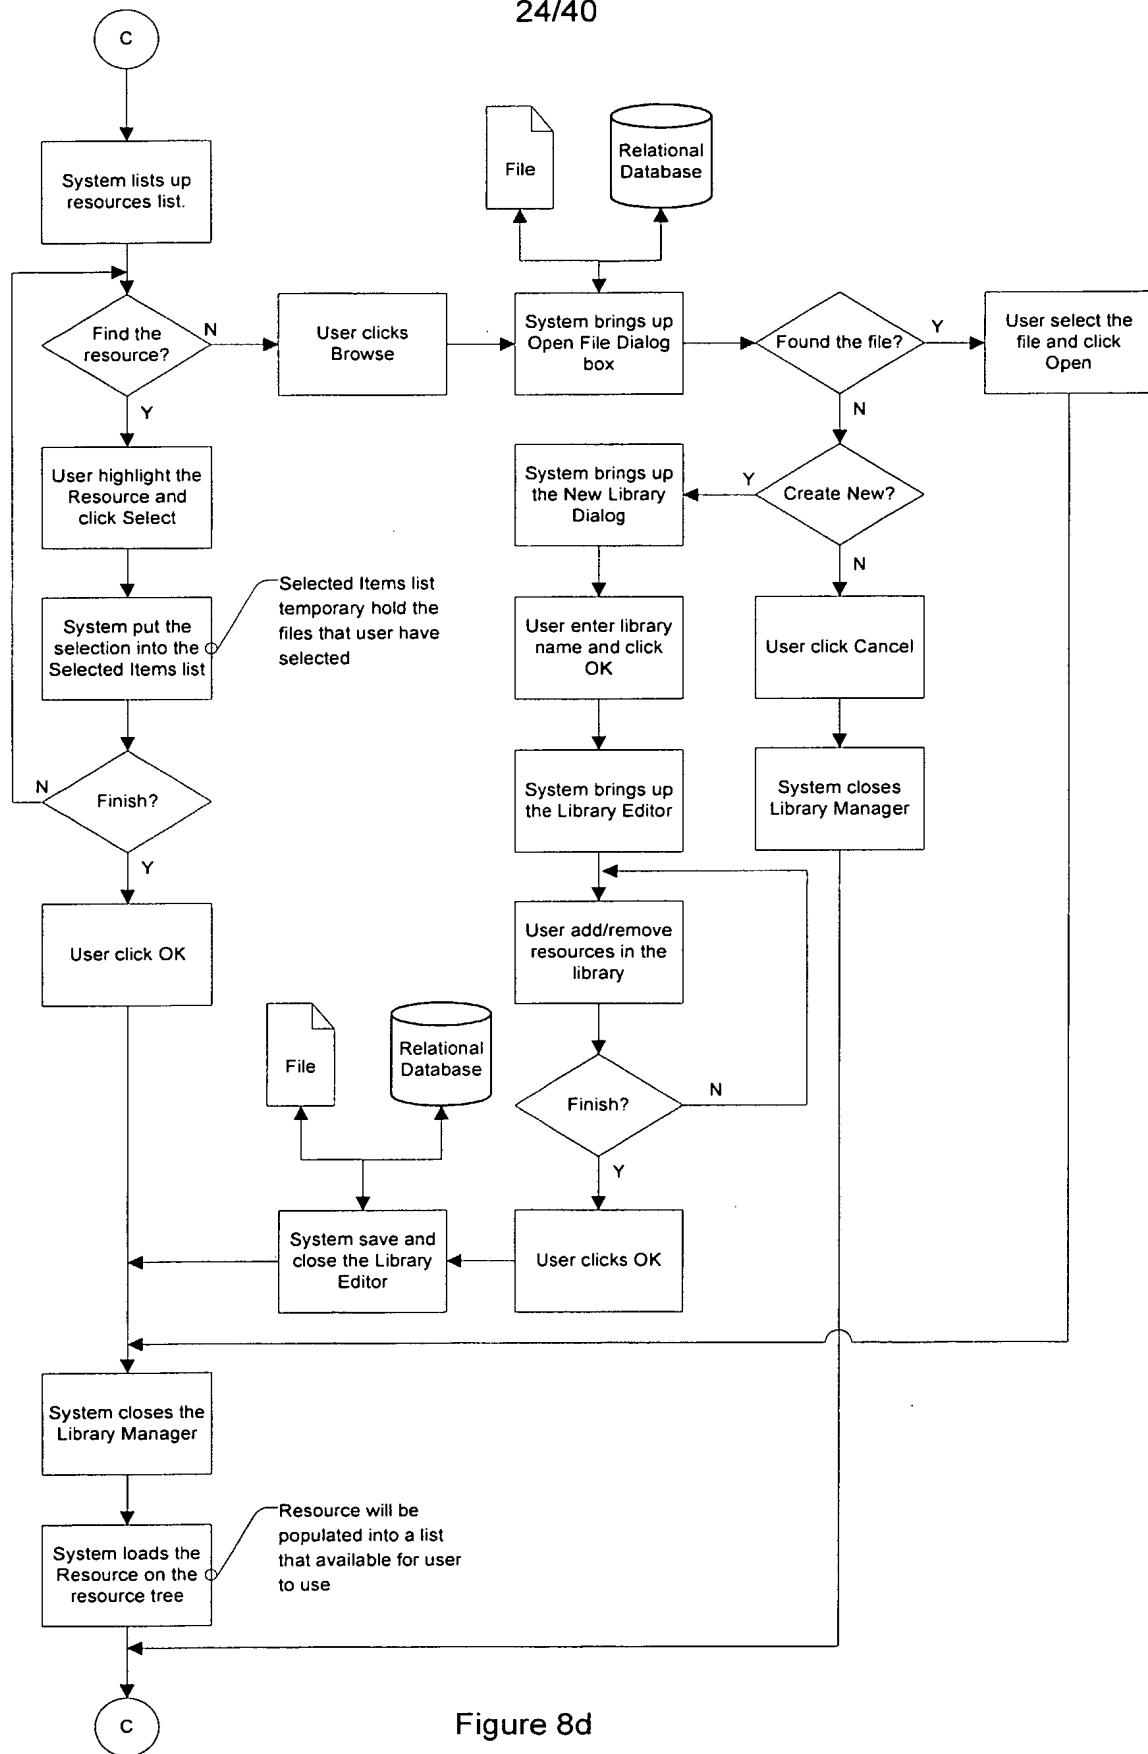 24/40
C
System lists up
resources list.
File
Relational
Database
Find the
resource?
N
User clicks
Browse
System brings up
Open File Dialog
box
Found the file?
Y
User select the
file and click
Open
Y
N
User highlight the
Resource and
click Select
System brings up
the New Library
Dialog
Y
Create New?
N
System put the
selection into the
Selected Items list
Selected Items list
temporary hold the
files that user have
selected
User enter library
name and click
OK
User click Cancel
N
Finish?
System brings up
the Library Editor
System closes
Library Manager
Y
User click OK
User add/remove
resources in the
library
File
Relational
Database
Finish?
N
Y
System save and
close the Library
Editor
User clicks OK
System closes the
Library Manager
System loads the
Resource on the
resource tree
Resource will be
populated into a list
that available for user
to use
C
Figure 8d